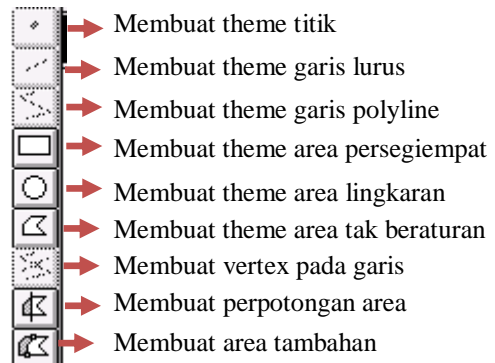 Membuat theme titik
Membuat theme garis lurus
Membuat theme garis polyline
Membuat theme area persegiempat
Membuat theme area lingkaran
Membuat theme area tak beraturan
Membuat vertex pada garis
Membuat perpotongan area
Membuat area tambahan